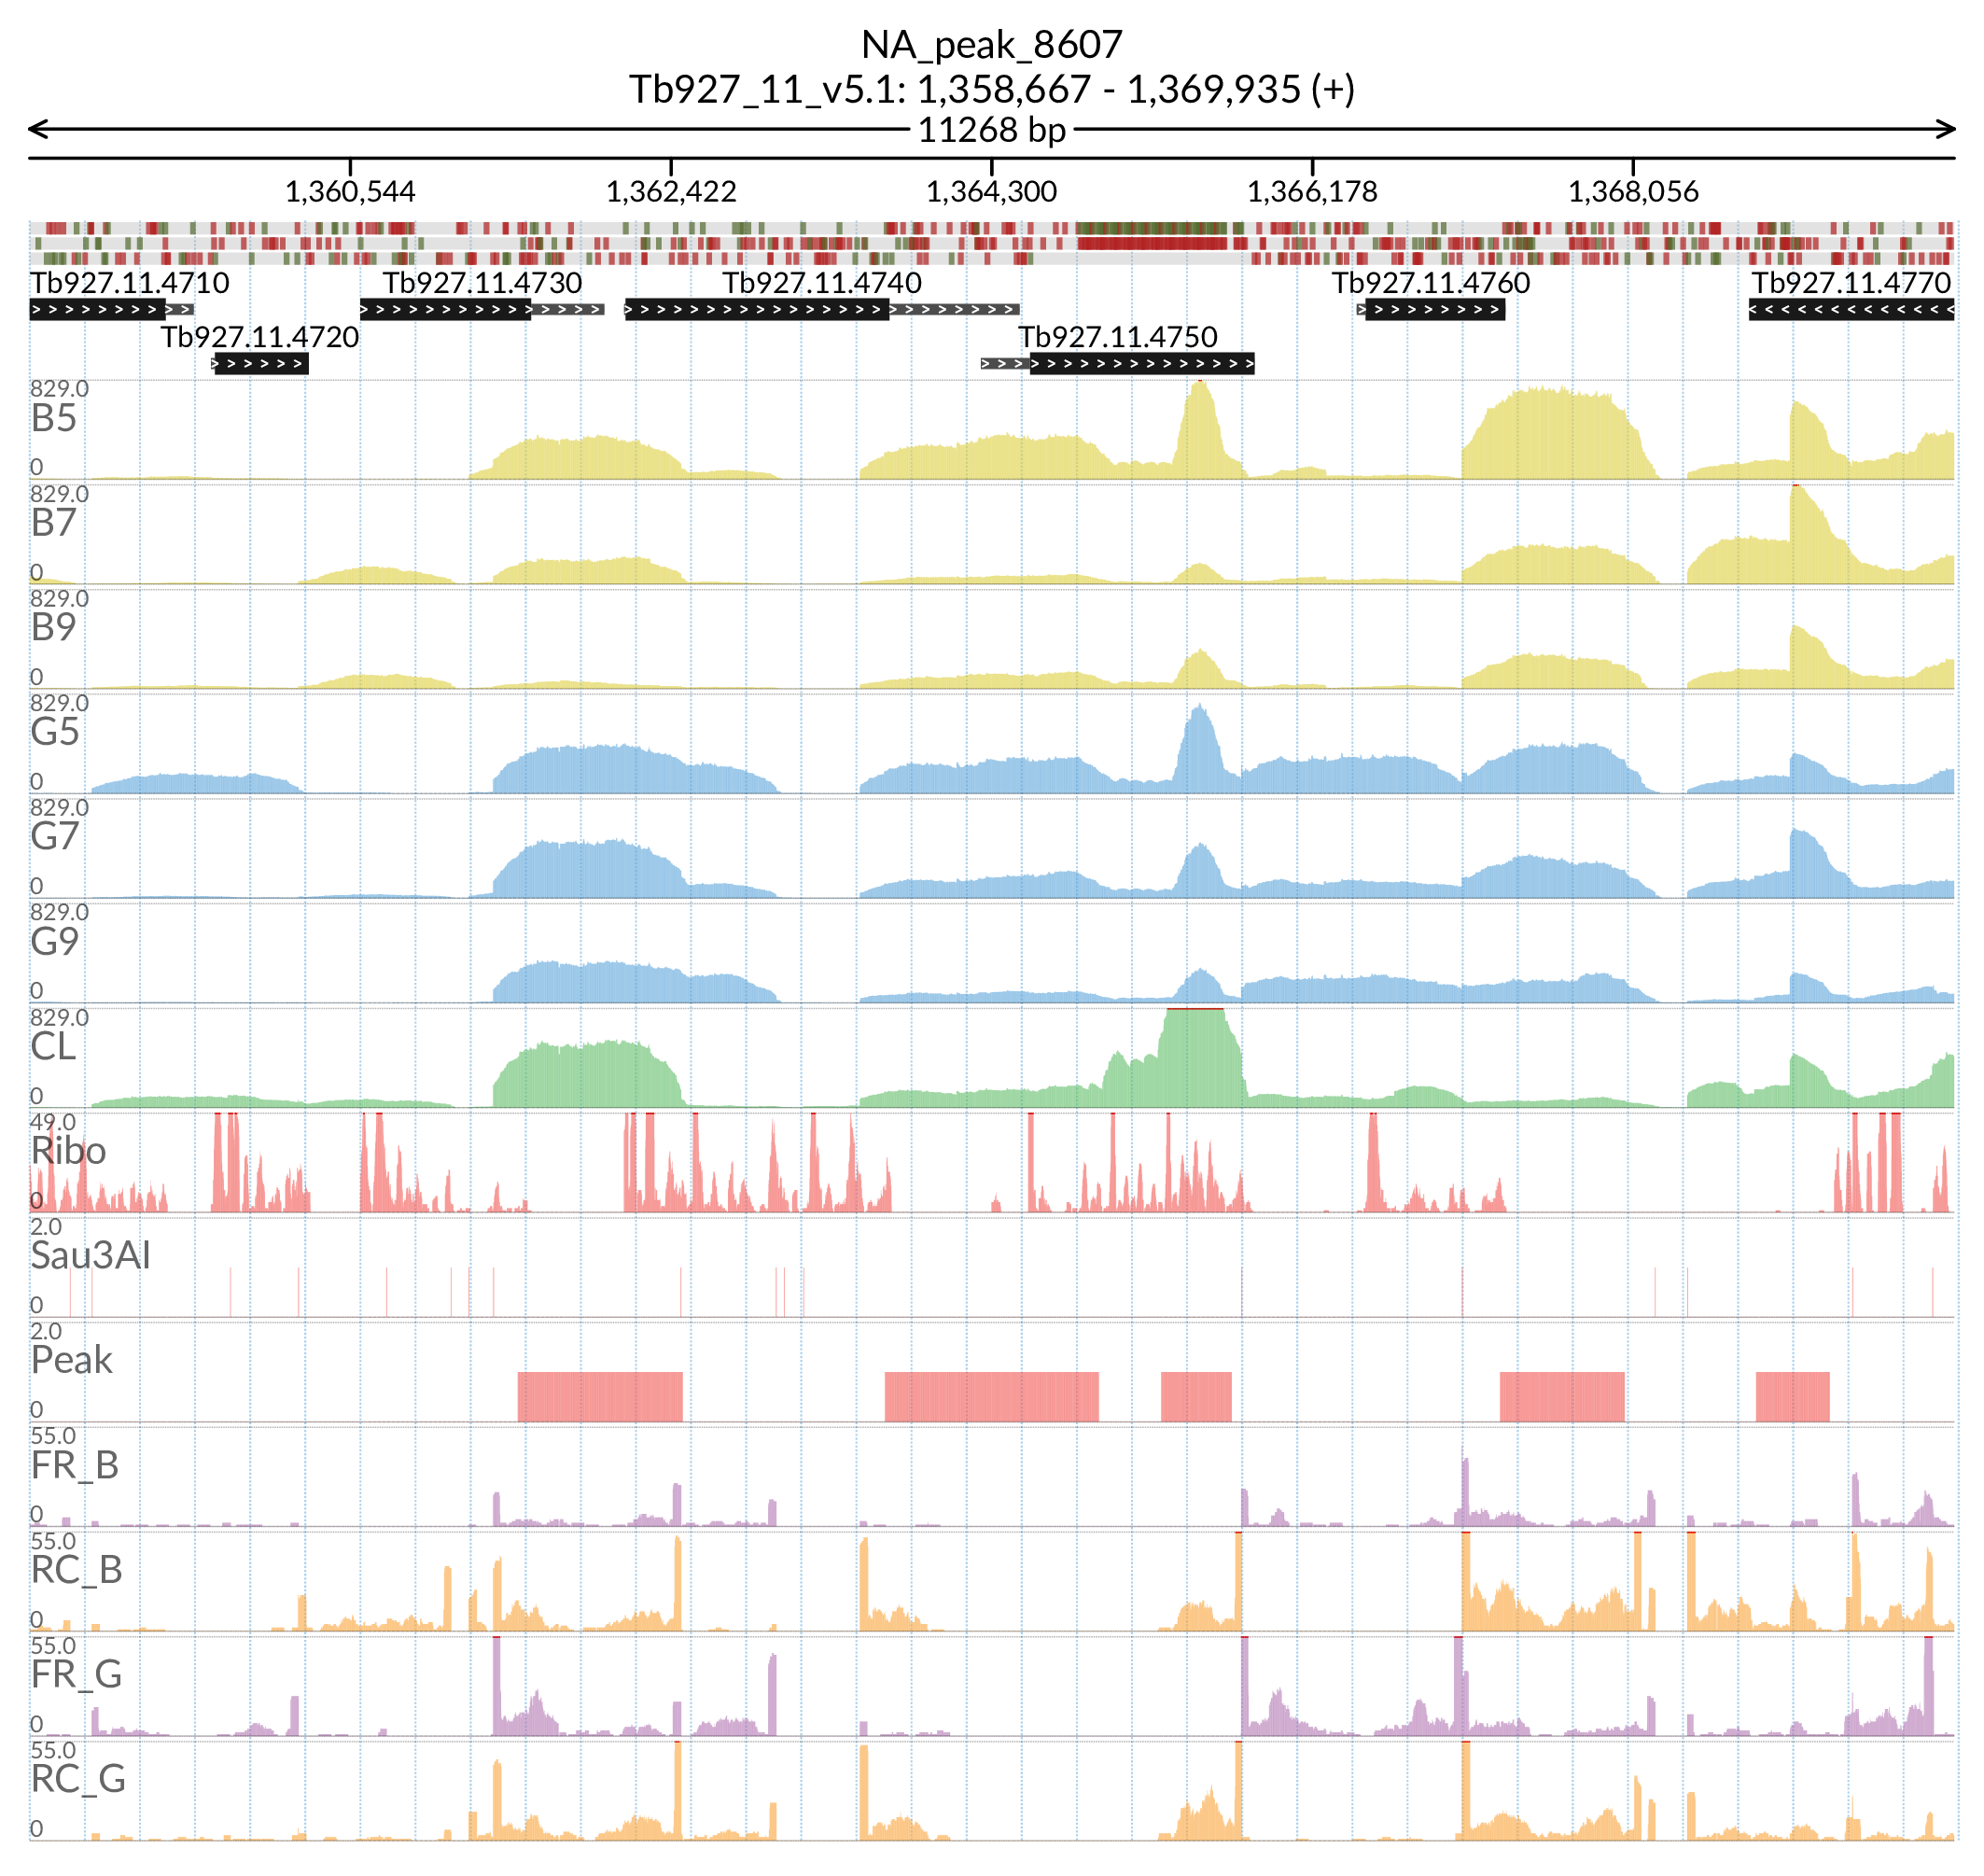 NA_peak_8607
Tb927_11_v5.1: 1,358,667 - 1,369,935 (+)
11268 bp
1,360,544 1,362,422 1,364,300 1,366,178 1,368,056
Tb927.11.4710 Tb927.11.4730 Tb927.11.4740 Tb927.11.4760 Tb927.11.4770
Tb927.11.4720 Tb927.11.4750
829.0
B5
0
829.0
B7
0
829.0
B9
0
829.0
G5
0
829.0
G7
0
829.0
G9
0
829.0
CL
0
49.0
Ribo
0
2.0
Sau3AI
0
2.0
Peak
0
55.0
FR_B
0
55.0
RC_B
0
55.0
FR_G
0
55.0
RC_G
0